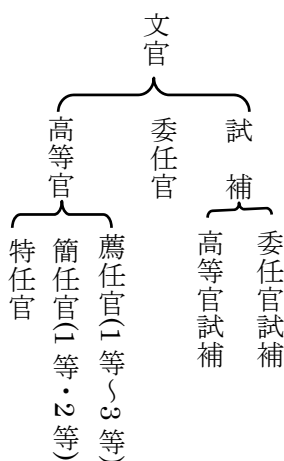 文官
試補
委任官
高等官
委任官試補
高等官試補
薦任官(1等~3等)
簡任官(1等・2等)
特任官